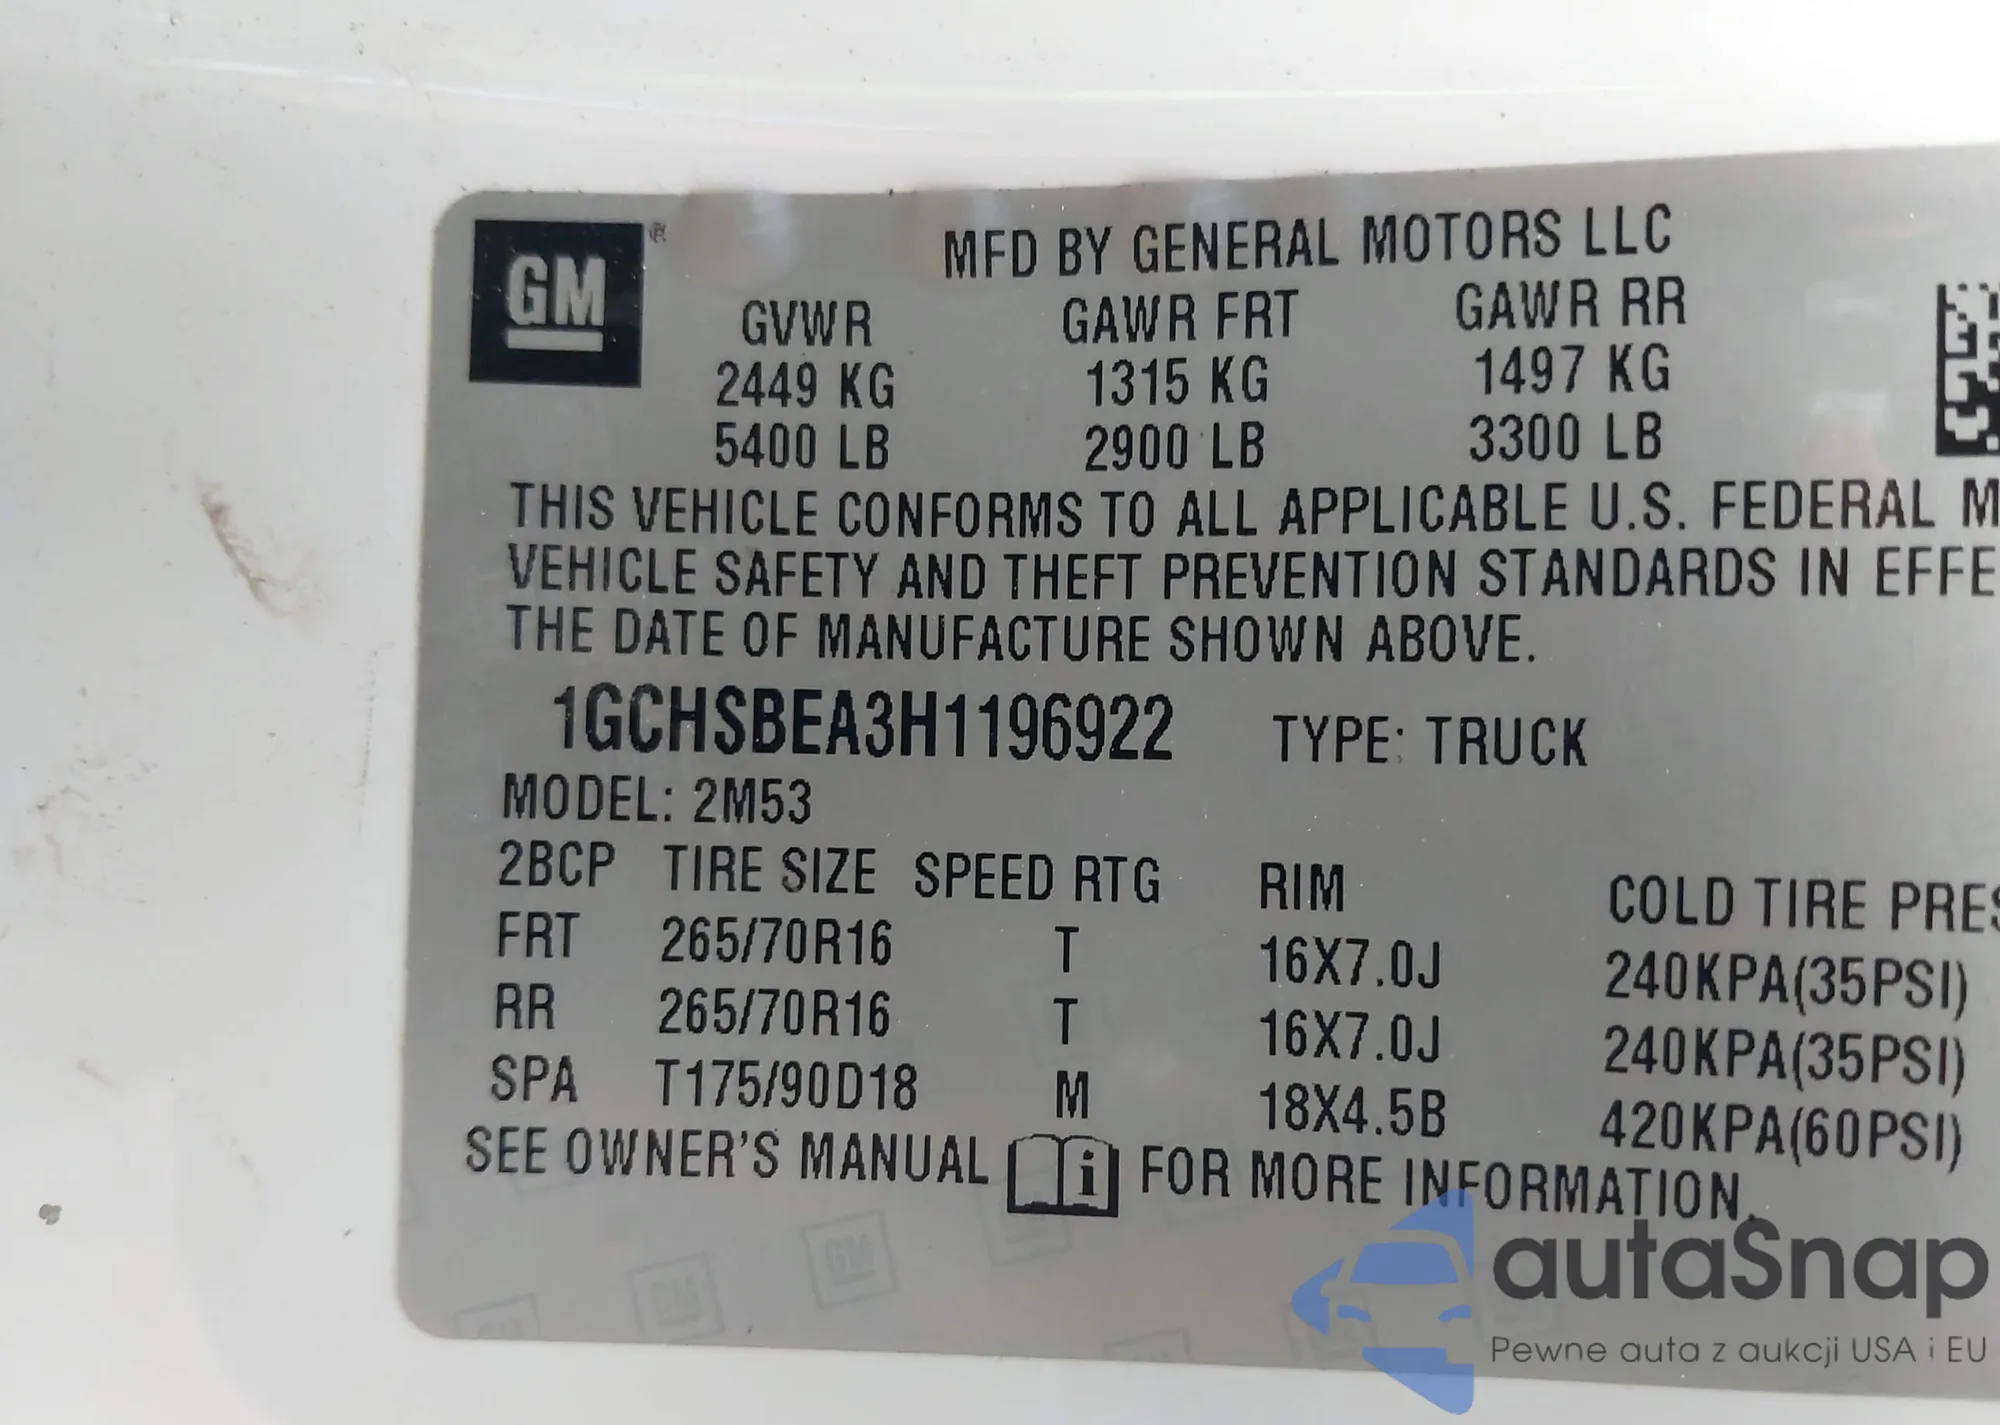 GM ®
MFD BY GENERAL MOTORS LLC
GVWR GAWR FRT GAWR RR
2449 KG 1315 KG 1497 KG
5400 LB 2900 LB 3300 LB
THIS VEHICLE CONFORMS TO ALL APPLICABLE U.S. FEDERAL M
VEHICLE SAFETY AND THEFT PREVENTION STANDARDS IN EFFE
THE DATE OF MANUFACTURE SHOWN ABOVE.
1GCHSBEA3H1196922 TYPE: TRUCK
MODEL: 2M53
2BCP TIRE SIZE SPEED RTG RIM COLD TIRE PRES
FRT 265/70R16 T 16X7.0J 240KPA(35PSI)
RR 265/70R16 T 16X7.0J 240KPA(35PSI)
SPA T175/90D18 M 18X4.5B 420KPA(60PSI)
SEE OWNER'S MANUAL i FOR MORE INFORMATION.
GM GM
autaSnap
Pewne auta z aukcji USA i EU